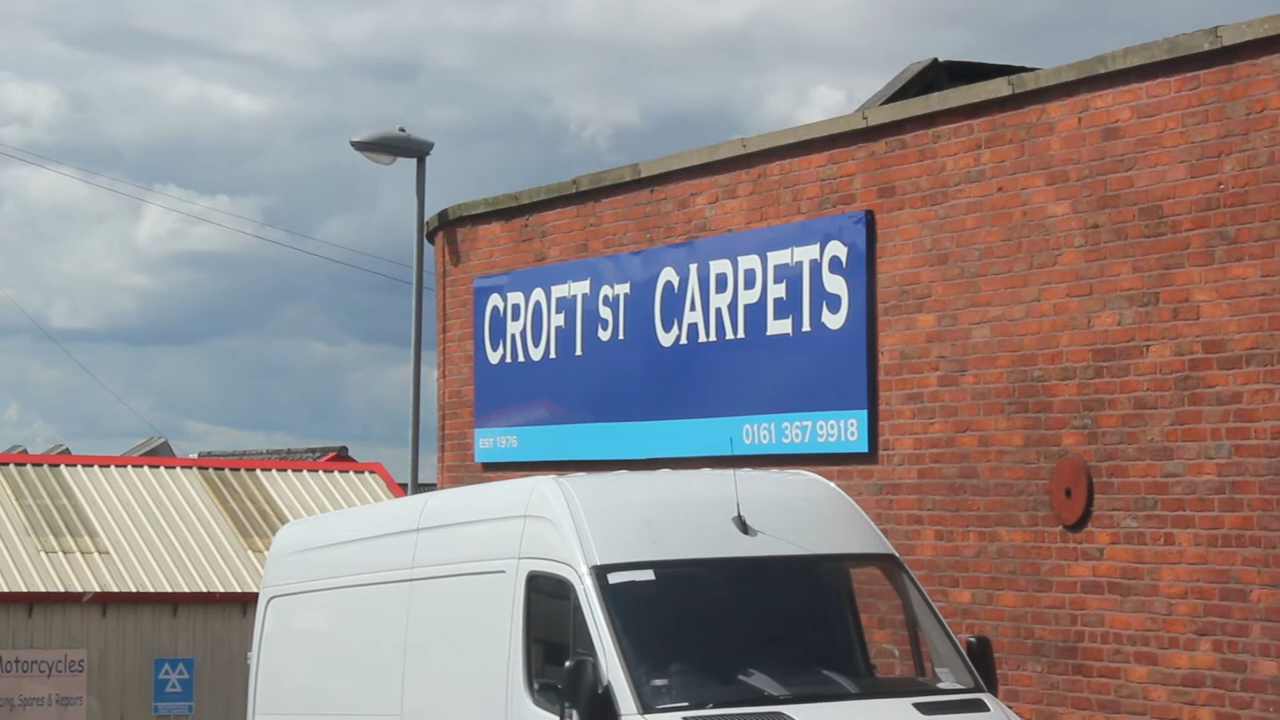 CROFT ST CARPETS
EST 1976
0161 367 9918
Motorcycles
Spares & Repairs